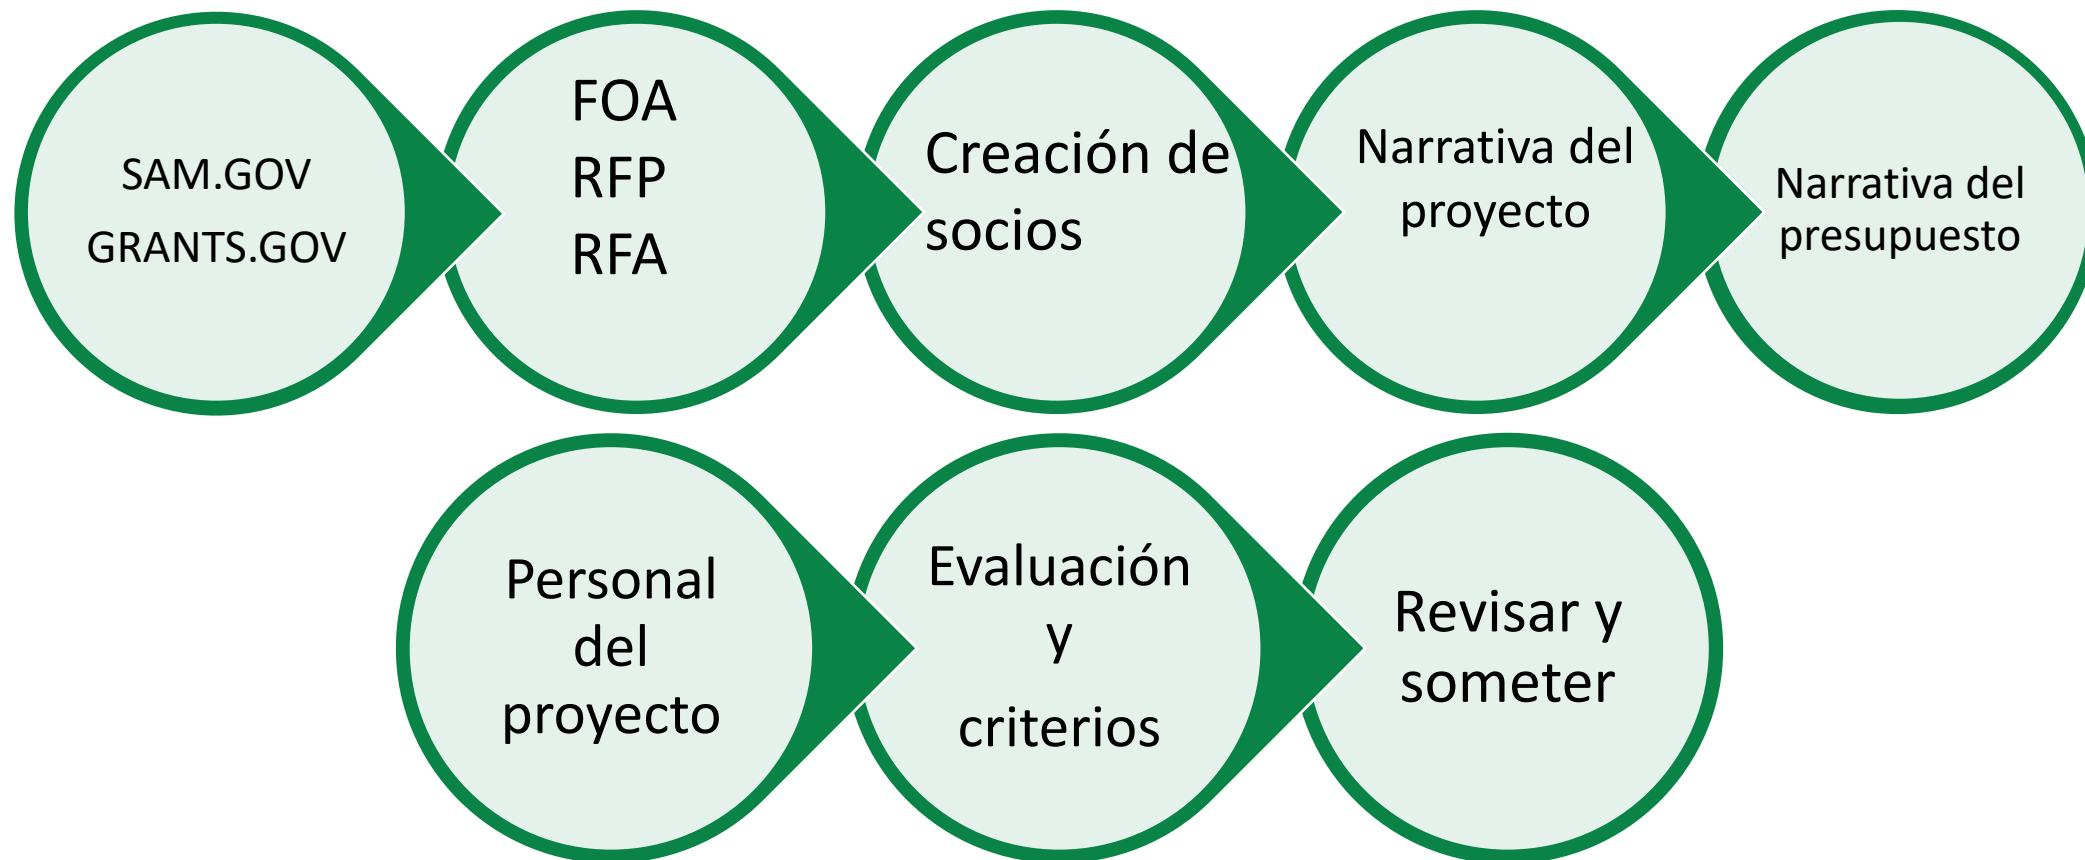 SAM.GOV
GRANTS.GOV
FOA
RFP
RFA
Creación de
socios
Narrativa del
proyecto
Narrativa del
presupuesto
Personal
del
proyecto
Evaluación
y
criterios
Revisar y
someter